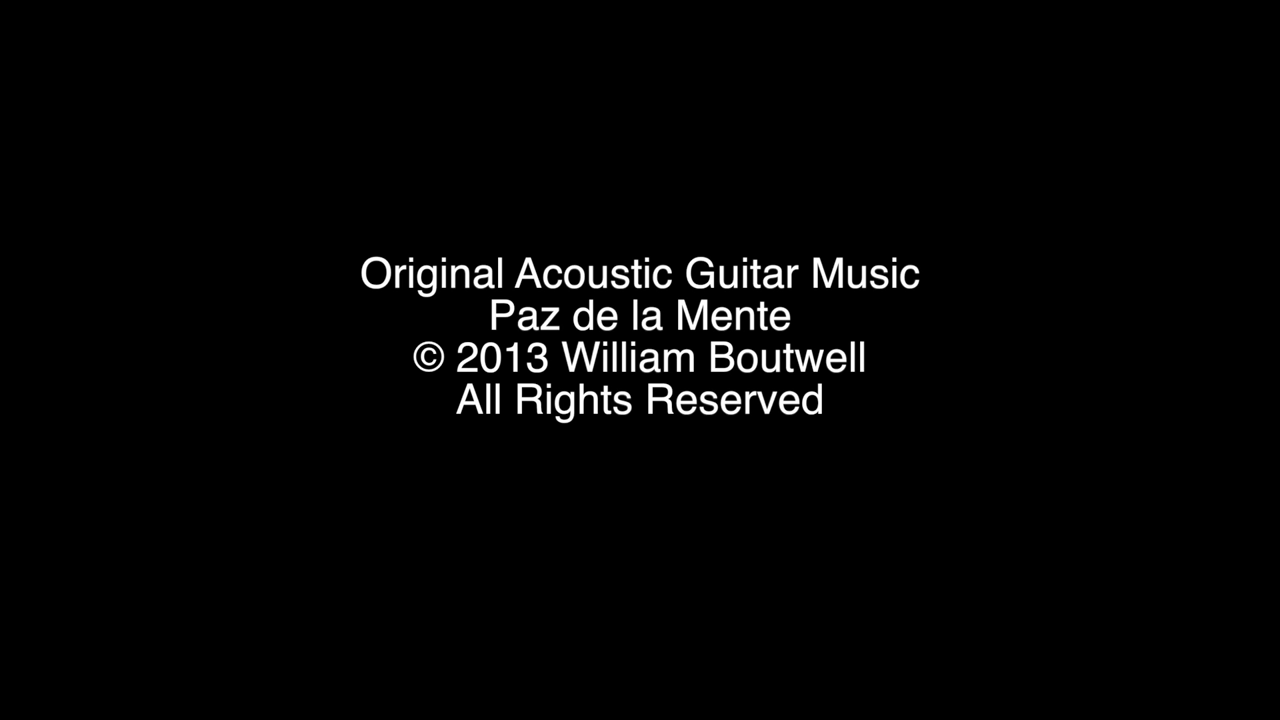 Original Acoustic Guitar Music
Paz de la Mente
© 2013 William Boutwell
All Rights Reserved